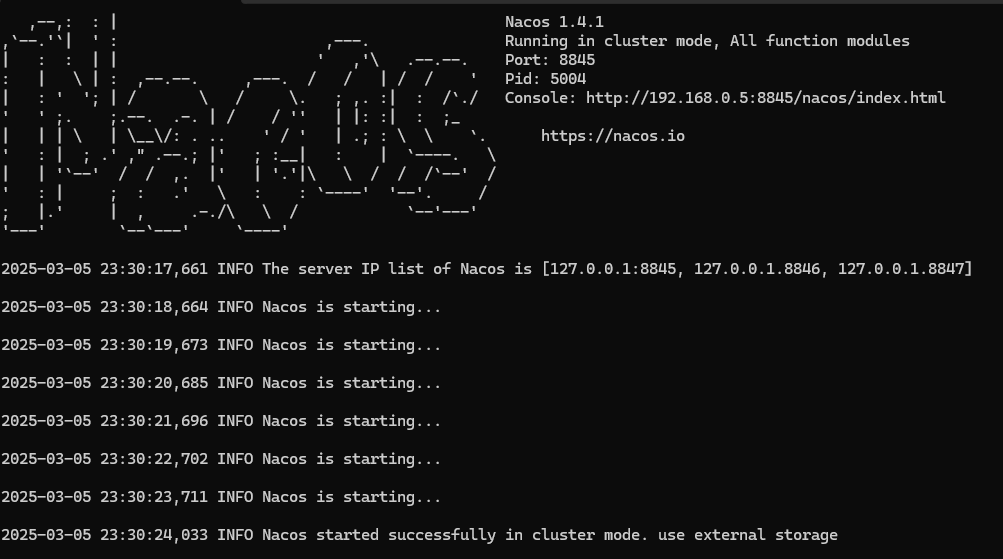 Nacos 1.4.1
Running in cluster mode, All function modules
Port: 8845
Pid: 5004
Console: http://192.168.0.5:8845/nacos/index.html
https://nacos.io
2025-03-05 23:30:17,661 INFO The server IP list of Nacos is [127.0.0.1:8845, 127.0.0.1.8846, 127.0.0.1.8847]
2025-03-05 23:30:18,664 INFO Nacos is starting...
2025-03-05 23:30:19,673 INFO Nacos is starting...
2025-03-05 23:30:20,685 INFO Nacos is starting...
2025-03-05 23:30:21,696 INFO Nacos is starting...
2025-03-05 23:30:22,702 INFO Nacos is starting...
2025-03-05 23:30:23,711 INFO Nacos is starting...
2025-03-05 23:30:24,033 INFO Nacos started successfully in cluster mode. use external storage